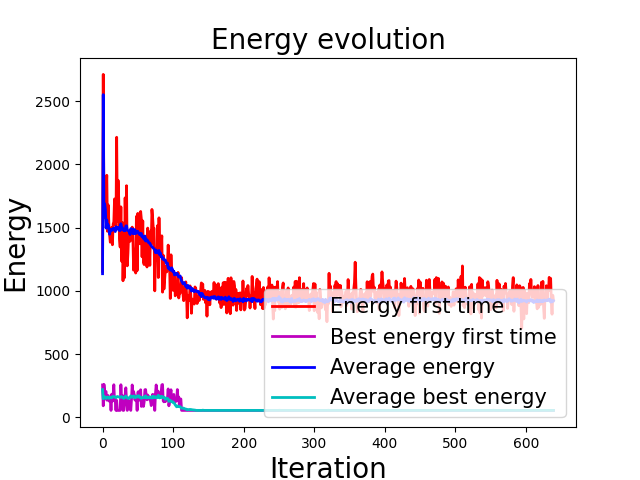 Energy evolution
Energy
2500
2000
1500
1000
500
0
Energy first time
Best energy first time
Average energy
Average best energy
0 100 200 300 400 500 600
Iteration